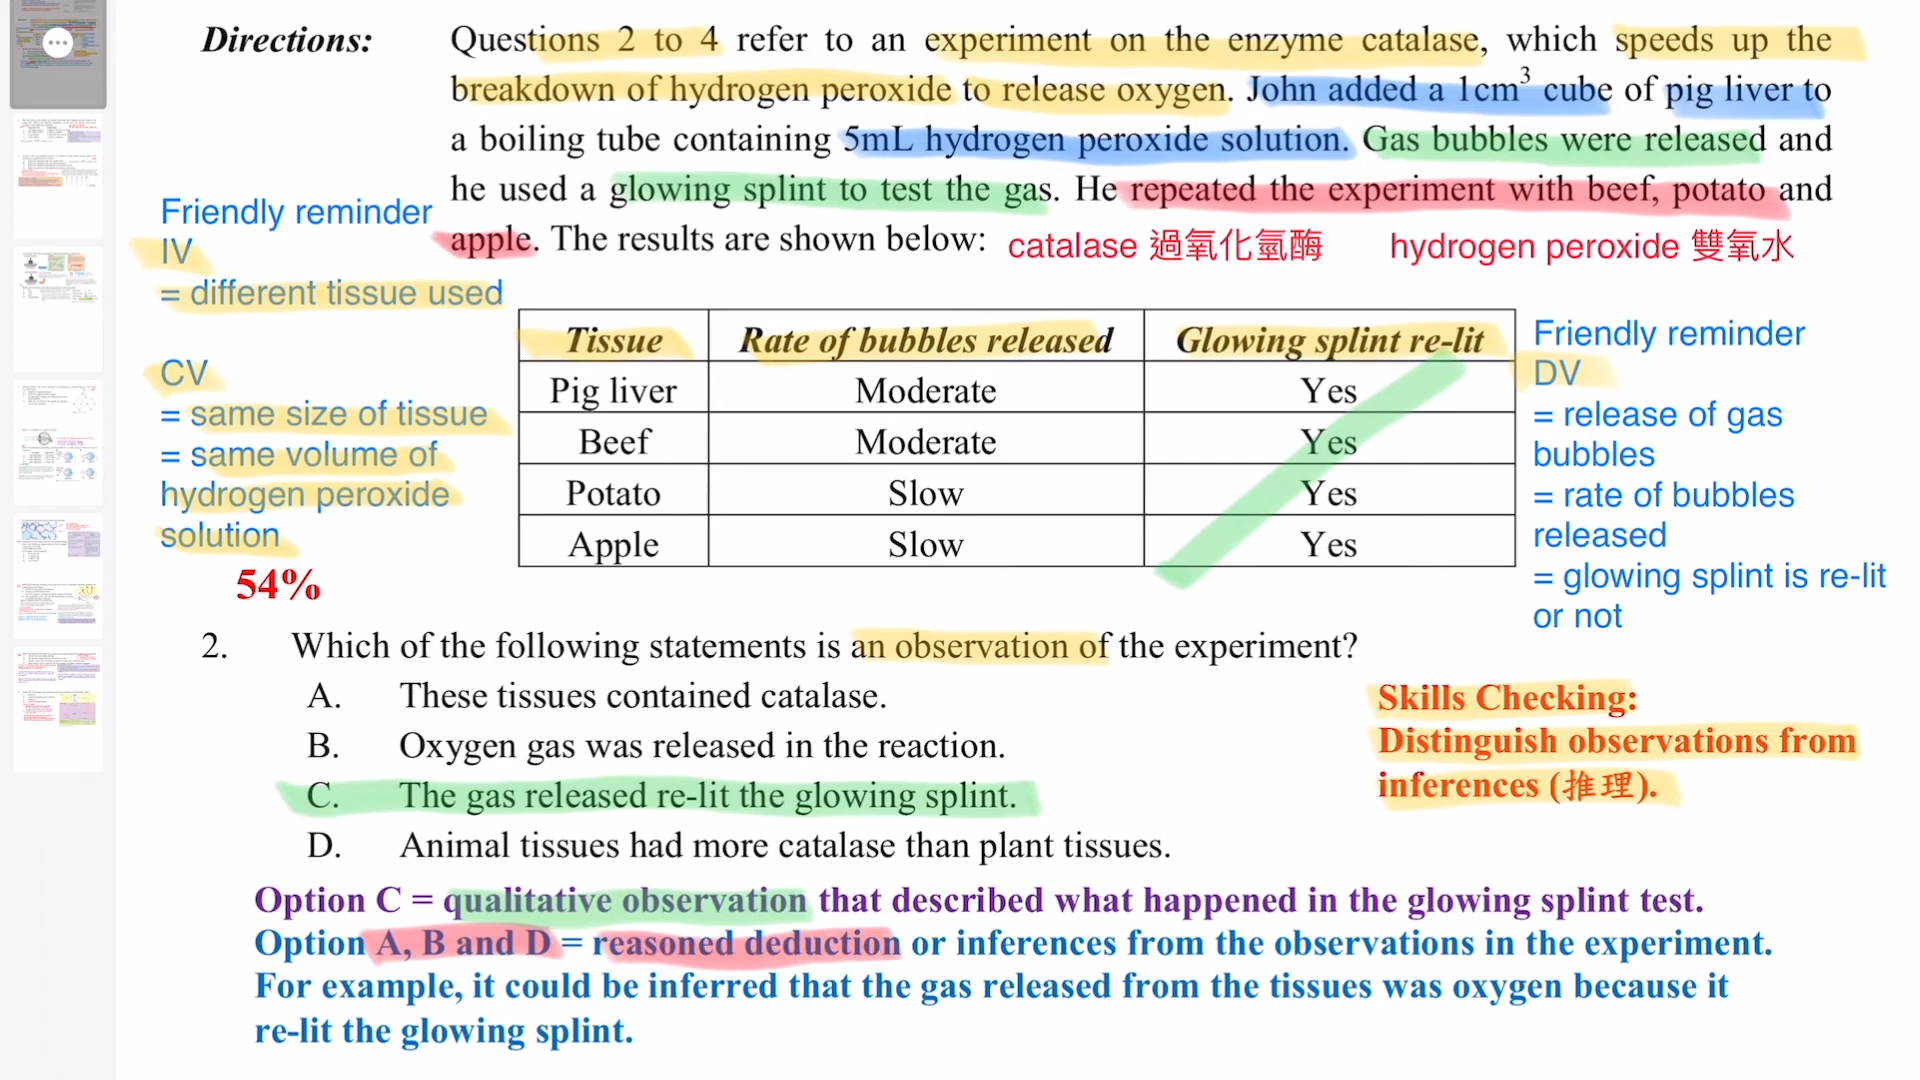 Directions: Questions 2 to 4 refer to an experiment on the enzyme catalase, which speeds up the
breakdown of hydrogen peroxide to release oxygen. John added a 1cm³ cube of pig liver to
a boiling tube containing 5mL hydrogen peroxide solution. Gas bubbles were released and
he used a glowing splint to test the gas. He repeated the experiment with beef, potato and
apple. The results are shown below:
catalase 過氧化氫酶 hydrogen peroxide 雙氧水
Friendly reminder
IV
= different tissue used
CV
= same size of tissue
= same volume of
hydrogen peroxide
solution
Tissue Rate of bubbles released Glowing splint re-lit
Pig liver Moderate Yes
Beef Moderate Yes
Potato Slow Yes
Apple Slow Yes
Friendly reminder
DV
= release of gas
bubbles
= rate of bubbles
released
= glowing splint is re-lit
or not
54%
2. Which of the following statements is an observation of the experiment?
A. These tissues contained catalase.
B. Oxygen gas was released in the reaction.
C. The gas released re-lit the glowing splint.
D. Animal tissues had more catalase than plant tissues.
Skills Checking:
Distinguish observations from
inferences (推理).
Option C = qualitative observation that described what happened in the glowing splint test.
Option A, B and D = reasoned deduction or inferences from the observations in the experiment.
For example, it could be inferred that the gas released from the tissues was oxygen because it
re-lit the glowing splint.